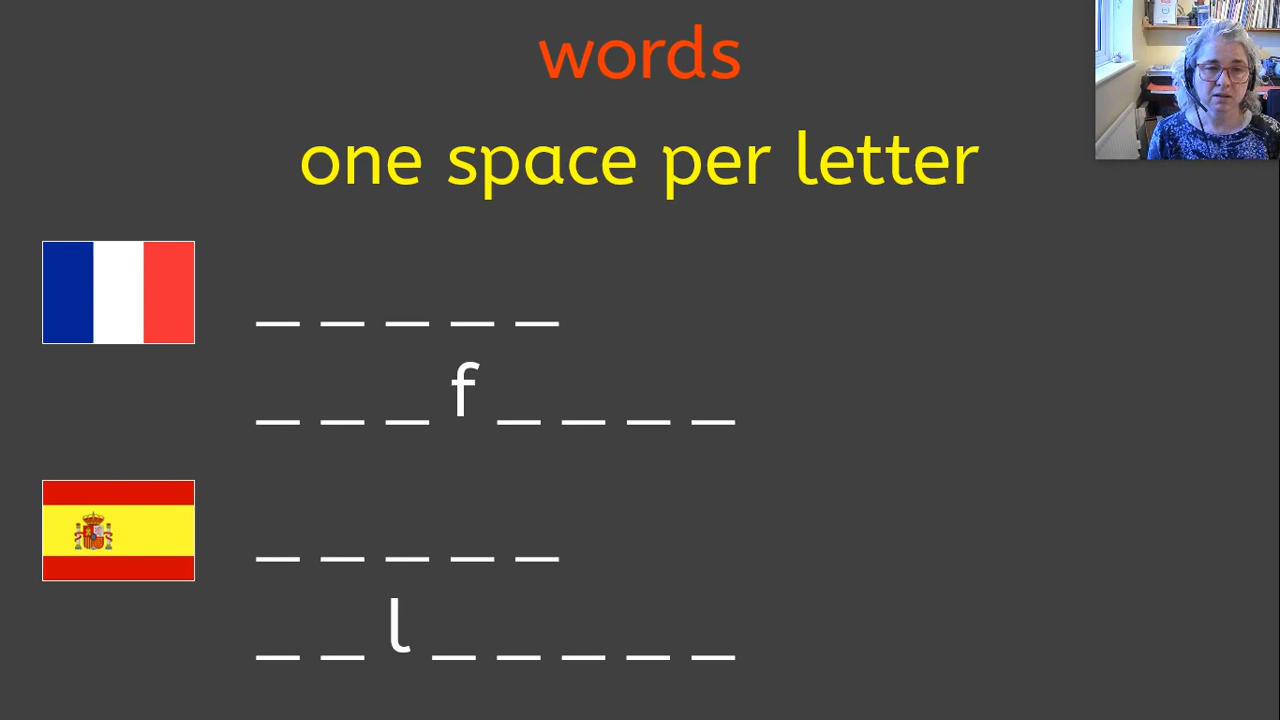 words
one space per letter
_ _ _ _ _
_ _ _ f _ _ _ _
_ _ _ _ _
_ _ l _ _ _ _ _